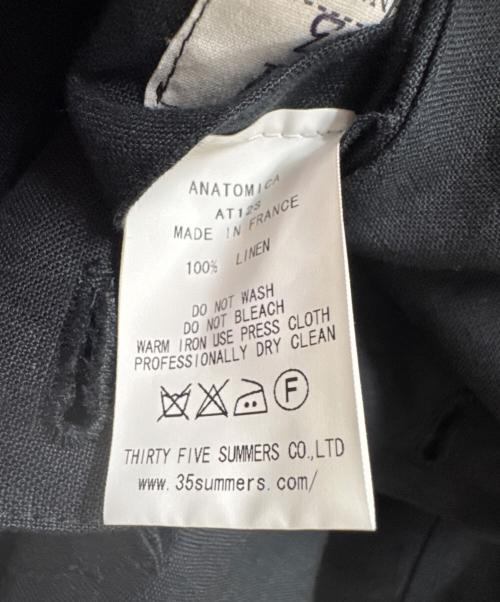 ANATOMICA
AT12S
MADE IN FRANCE
100% LINEN
DO NOT WASH
DO NOT BLEACH
WARM IRON USE PRESS CLOTH
PROFESSIONALLY DRY CLEAN
F
THIRTY FIVE SUMMERS CO.,LTD
www.35summers.com/